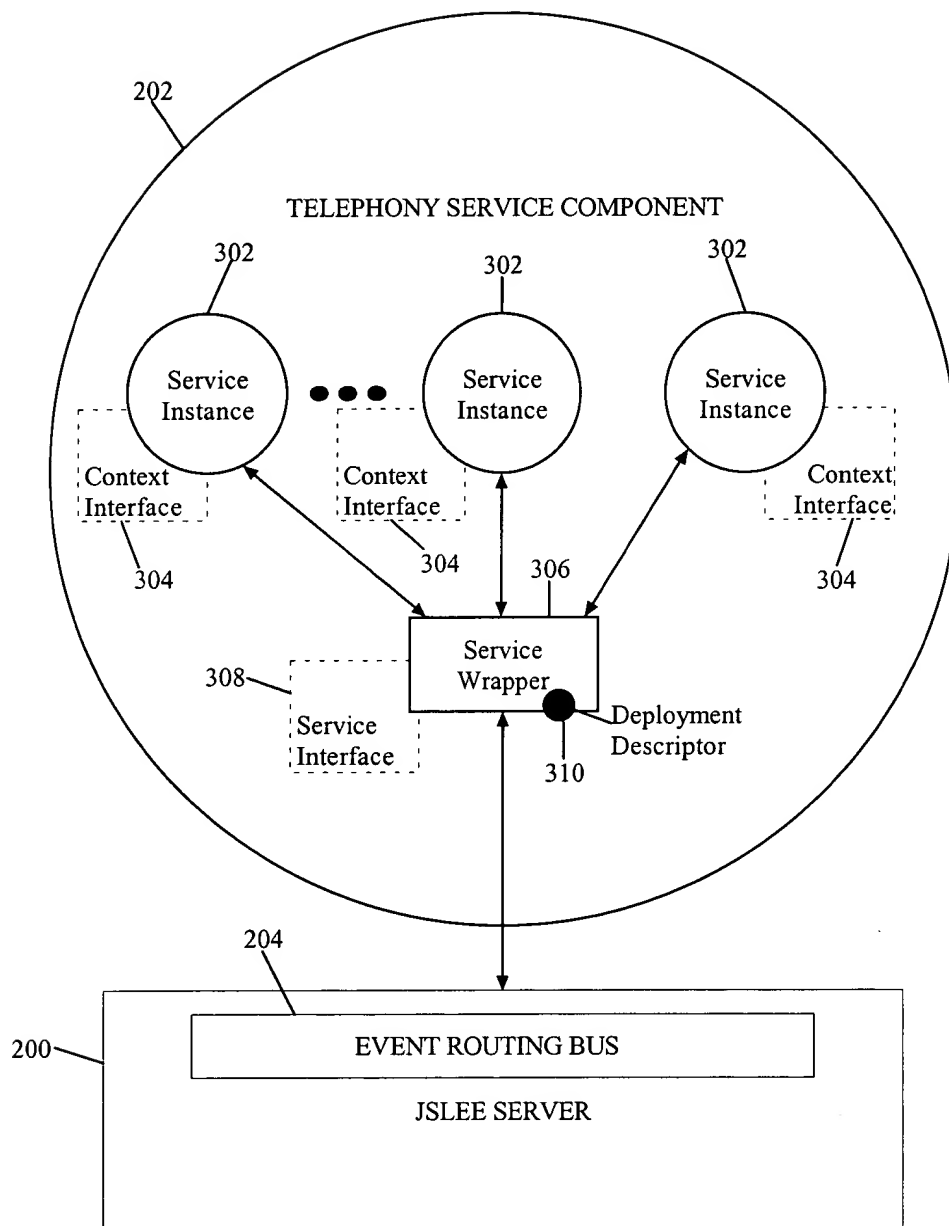 202
TELEPHONY SERVICE COMPONENT
302
302
302
Service
Instance
Service
Instance
Service
Instance
Context
Interface
Context
Interface
Context
Interface
304
304
304
306
308
Service
Wrapper
Service
Interface
Deployment
Descriptor
310
204
200
EVENT ROUTING BUS
JSLEE SERVER